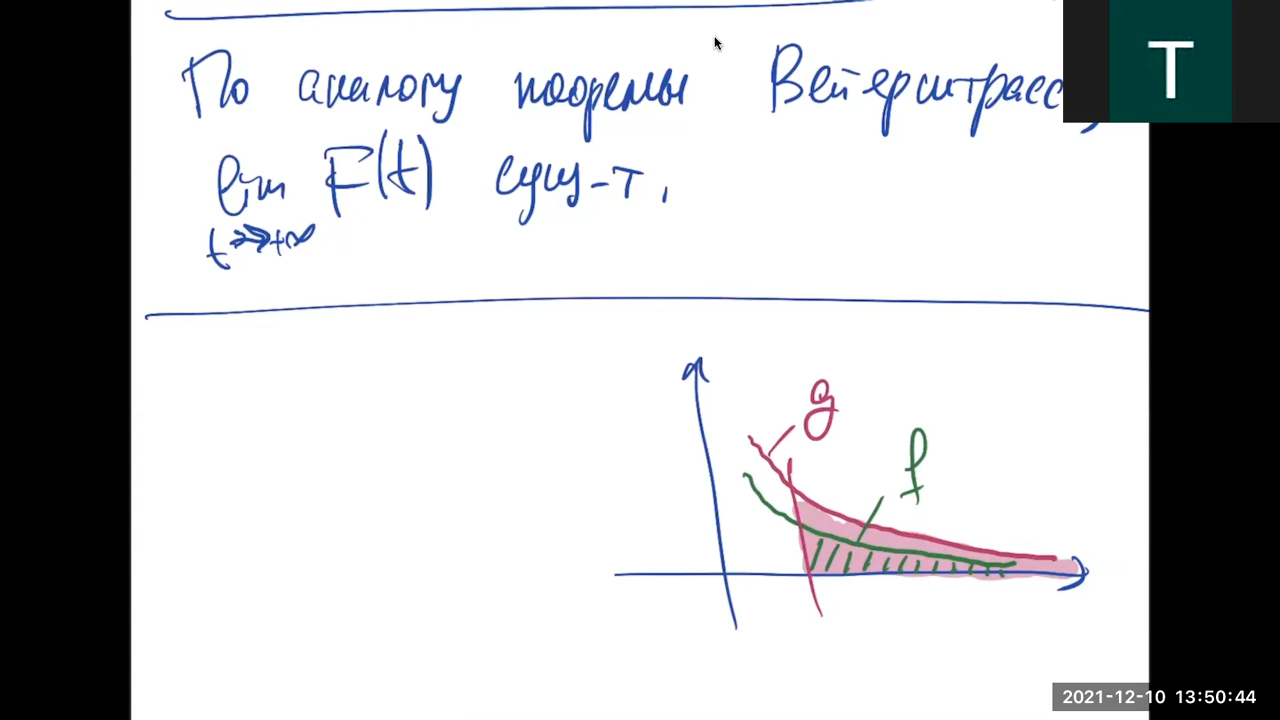 По аналогу теоремы Вейерштрасс
lim F(t) сущ-т,
t→+∞
g
f
T
2021-12-10 13:50:44